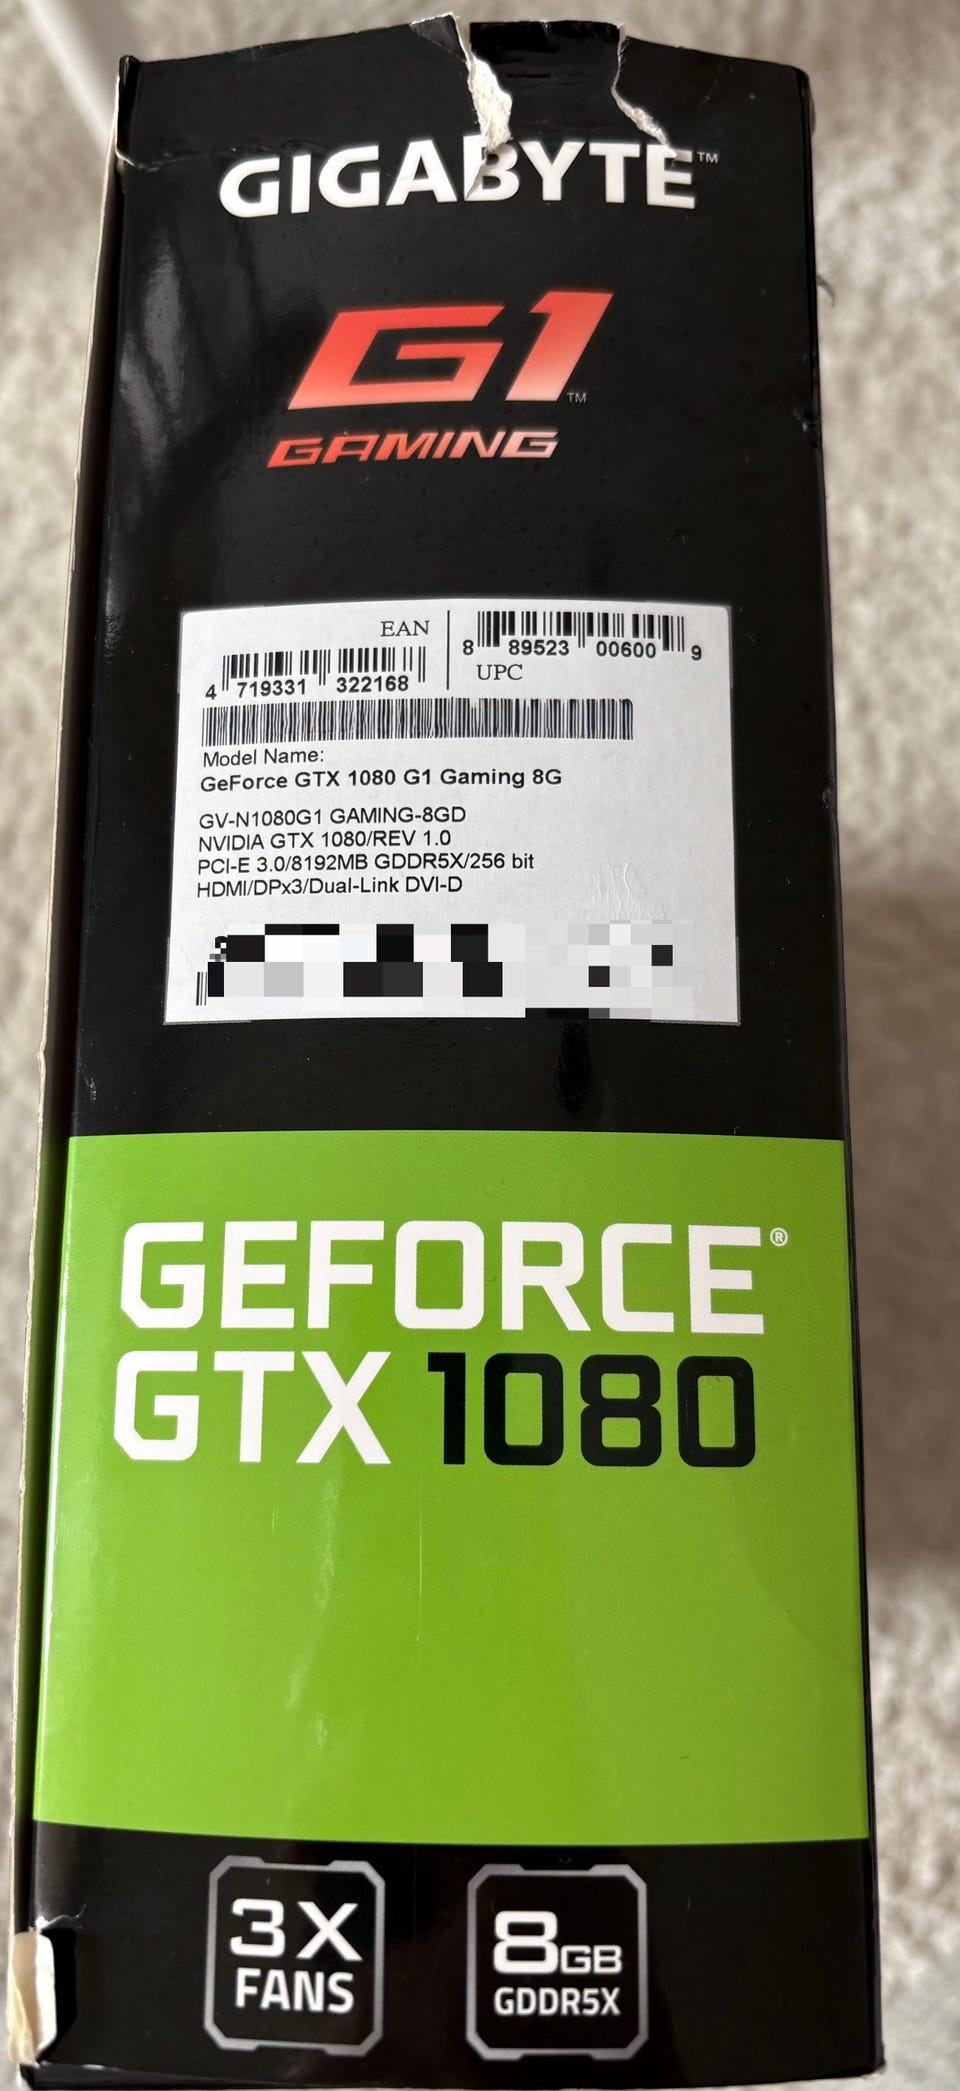 GIGABYTE™
G1™
GAMING
EAN
4 719331 322168
8 89523 00600 9
UPC
Model Name:
GeForce GTX 1080 G1 Gaming 8G
GV-N1080G1 GAMING-8GD
NVIDIA GTX 1080/REV 1.0
PCI-E 3.0/8192MB GDDR5X/256 bit
HDMI/DPx3/Dual-Link DVI-D
GEFORCE®
GTX 1080
3X
FANS
8GB
GDDR5X